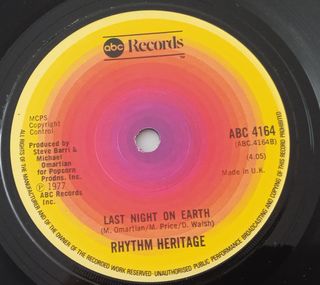 abc Records
TM
MCPS
Copyright
Control
ABC 4164
(ABC.4164B)
Produced by
Steve Barri &
Michael
Omartian
for Popcorn
Prodns. Inc.
(4.05)
Made in U.K.
℗ 1977
ABC Records
Inc.
LAST NIGHT ON EARTH
(M. Omartian/M. Price/D. Walsh)
RHYTHM HERITAGE
ALL RIGHTS OF THE MANUFACTURER AND OF THE OWNER OF THE RECORDED WORK RESERVED-UNAUTHORISED PUBLIC PERFORMANCE BROADCASTING AND COPYING OF THIS RECORD PROHIBITED